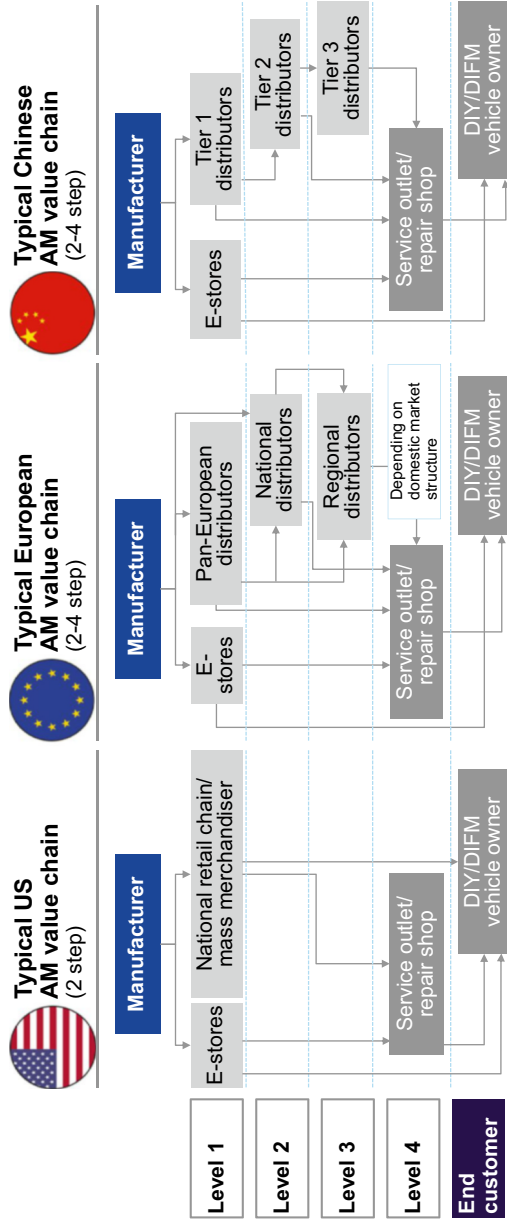 Typical US
AM value chain
(2 step)
Typical European
AM value chain
(2-4 step)
Typical Chinese
AM value chain
(2-4 step)
Level 1
Level 2
Level 3
Level 4
End
customer
Manufacturer
E-stores
National retail chain/
mass merchandiser
Service outlet/
repair shop
DIY/DIFM
vehicle owner
Manufacturer
E-
stores
Pan-European
distributors
National
distributors
Regional
distributors
Depending on
domestic market
structure
Service outlet/
repair shop
DIY/DIFM
vehicle owner
Manufacturer
E-stores
Tier 1
distributors
Tier 2
distributors
Tier 3
distributors
Service outlet/
repair shop
DIY/DIFM
vehicle owner